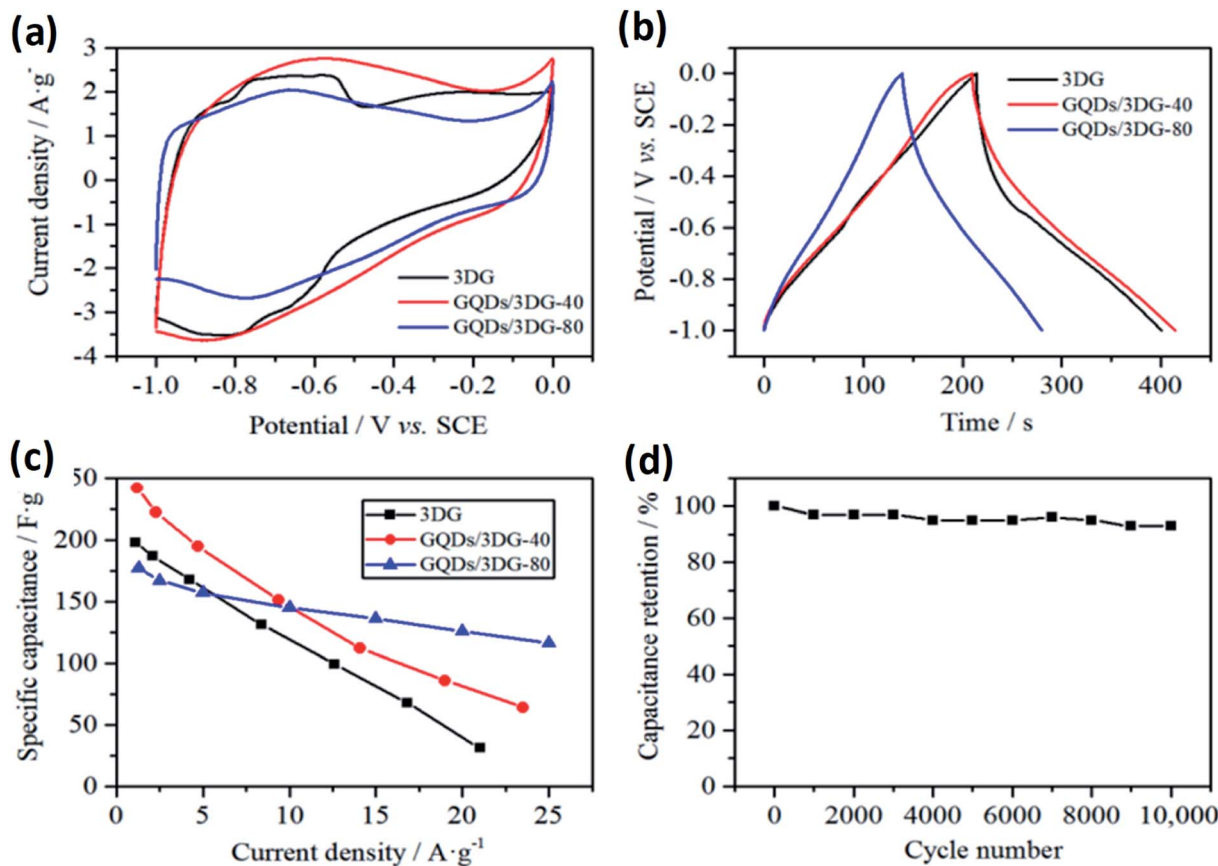 (a)
Current density / A·g-
3
2
1
0
-1
-2
-3
-4
3DG
GQDs/3DG-40
GQDs/3DG-80
-1.0 -0.8 -0.6 -0.4 -0.2 0.0
Potential / V vs. SCE
(b)
Potential / V vs. SCE
0.0
-0.2
-0.4
-0.6
-0.8
-1.0
3DG
GQDs/3DG-40
GQDs/3DG-80
0 100 200 300 400
Time / s
(c)
Specific capacitance / F·g
50
200
150
100
50
0
3DG
GQDs/3DG-40
GQDs/3DG-80
0 5 10 15 20 25
Current density / A·g-1
(d)
Capacitance retention / %
100
80
60
40
20
0
0 2000 4000 6000 8000 10,000
Cycle number